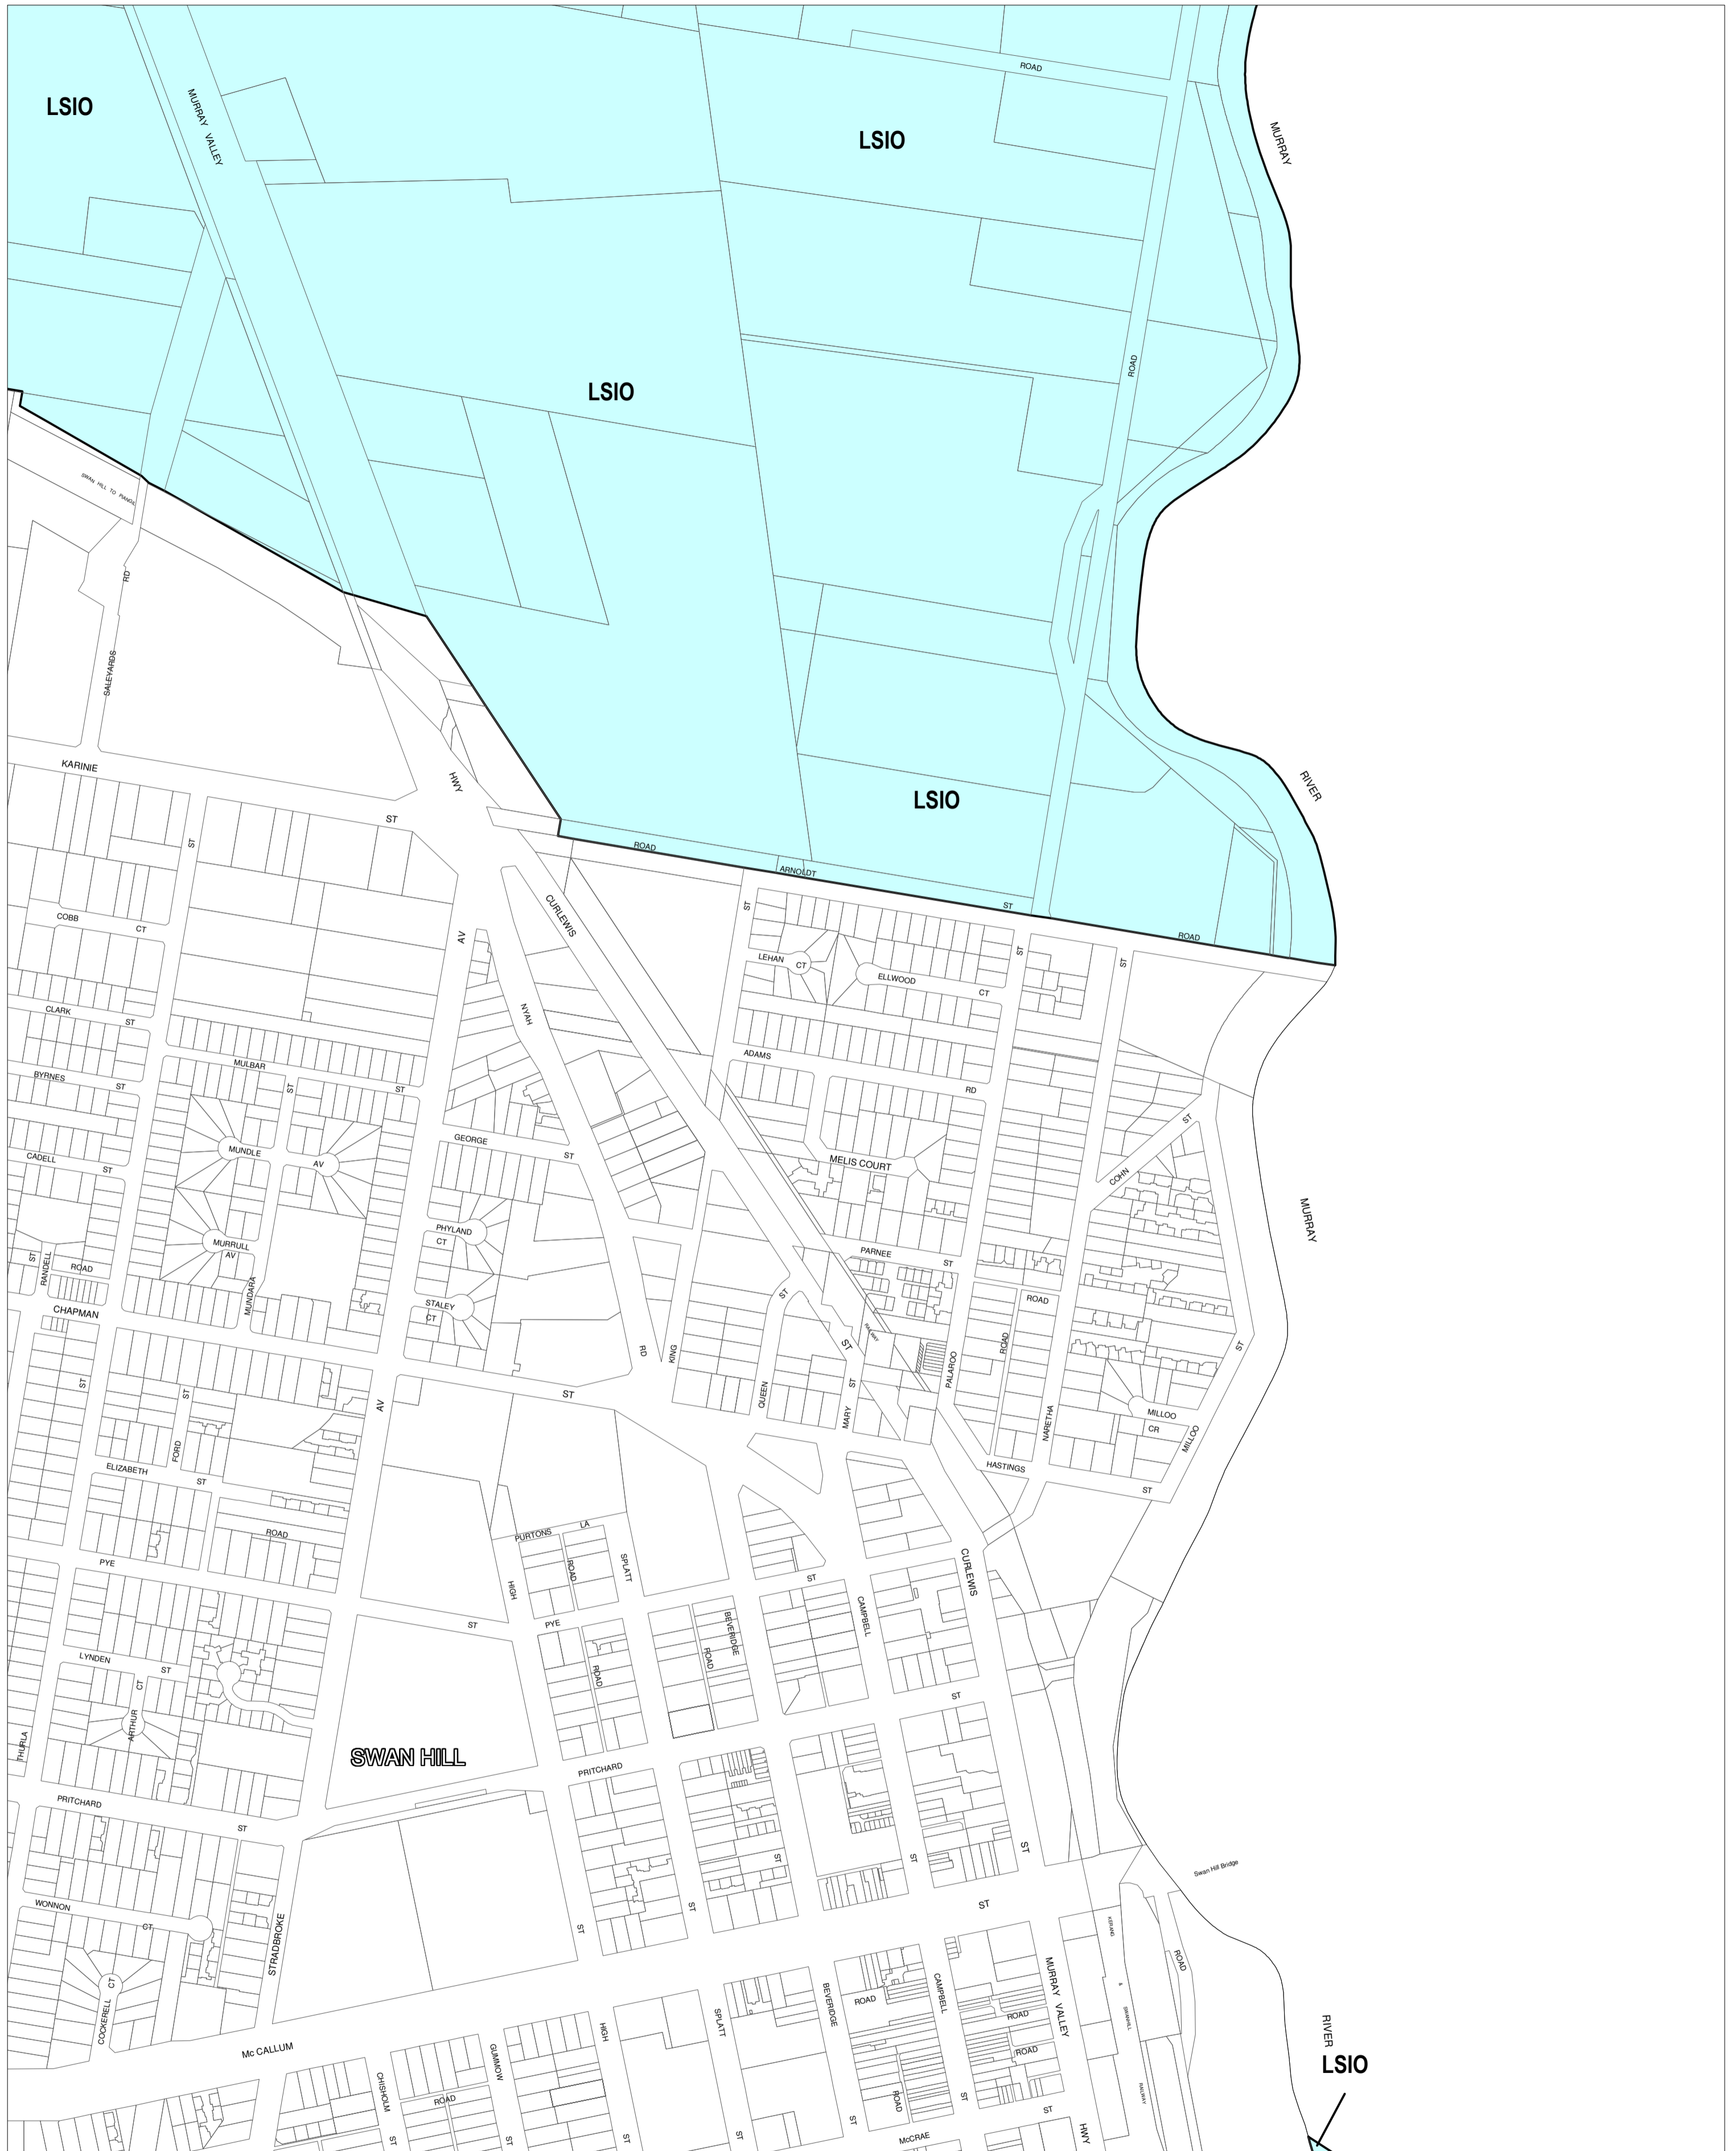 ROAD
LSIO
MURRAY VALLEY
LSIO
MURRAY
ROAD
LSIO
SWAN HILL TO PIANGIL
RD
SALEYARDS
KARINIE
HWY
RIVER
LSIO
ST
ST
ROAD
ARNOLDT
ST
ROAD
COBB
CT
AV
CURLEWIS
ST
LEHAN
CT
ELLWOOD
CT
ST
ST
CLARK
ST
NYAH
MULBAR
ST
ST
ADAMS
RD
BYRNES
ST
GEORGE
ST
ST
MUNDLE
AV
CADELL
ST
MELIS COURT
COHN
MURRAY
PHYLAND
CT
MURRULL
AV
PARNEE
ST
ST
RANDELL
ROAD
MUNDARA
STALEY
CT
ST
ROAD
CHAPMAN
RAILWAY
ST
ROAD
ST
RD
KING
PALAROO
ST
ST
ST
AV
ST
QUEEN
MARY
ST
NARETHA
MILLOO
CR
MILLOO
FORD
ELIZABETH
ST
HASTINGS
ST
ROAD
PURTONS
LA
PYE
ROAD
SPLATT
HIGH
ST
CURLEWIS
ST
PYE
BEVERIDGE
ROAD
CAMPBELL
LYNDEN
ST
CT
ROAD
ST
ARTHUR
THURLA
SWAN HILL
PRITCHARD
PRITCHARD
ST
ST
ST
ST
Swan Hill Bridge
WONNON
CT
STRADBROKE
ST
ST
ST
KERANG
&
SWANHILL
RAILWAY
ROAD
CT
COCKERELL
ROAD
CAMPBELL
MURRAY VALLEY
BEVERIDGE
SPLATT
HIGH
ROAD
ROAD
RIVER
Mc CALLUM
GUMMOW
CHISHOLM
ROAD
LSIO
ROAD
ST
ST
ST
ST
ST
ST
ST
McCRAE
HWY